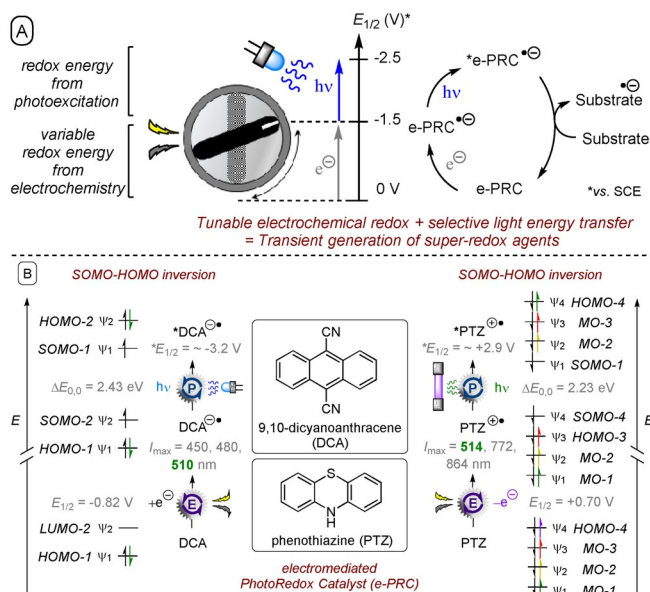 A
redox energy
from
photoexcitation
variable
redox energy
from
electrochemistry
E1/2 (V)*
-2.5
hν
-1.5
e⊖
0 V
*e-PRC•⊖
hν
e-PRC•⊖
e⊖
e-PRC
•⊖
Substrate
Substrate
*vs. SCE
Tunable electrochemical redox + selective light energy transfer
= Transient generation of super-redox agents
B
SOMO-HOMO inversion
E
HOMO-2 Ψ2
SOMO-1 Ψ1
*DCA⊖•
*E1/2 = ~ -3.2 V
ΔE0,0 = 2.43 eV
hν
P
SOMO-2 Ψ2
HOMO-1 Ψ1
DCA⊖•
Imax = 450, 480,
510 nm
E1/2 = -0.82 V
+e⊖
E
LUMO-2 Ψ2
HOMO-1 Ψ1
DCA
CN
CN
9,10-dicyanoanthracene
(DCA)
S
N
H
phenothiazine (PTZ)
electromediated
PhotoRedox Catalyst (e-PRC)
SOMO-HOMO inversion
E
Ψ4 HOMO-4
Ψ3 MO-3
Ψ2 MO-2
Ψ1 SOMO-1
*PTZ⊕•
*E1/2 = ~ +2.9 V
P
hν
ΔE0,0 = 2.23 eV
PTZ⊕•
Ψ4 SOMO-4
Ψ3 HOMO-3
Ψ2 MO-2
Ψ1 MO-1
Imax = 514, 772,
864 nm
E
−e⊖
E1/2 = +0.70 V
PTZ
Ψ4 HOMO-4
Ψ3 MO-3
Ψ2 MO-2
Ψ1 MO-1